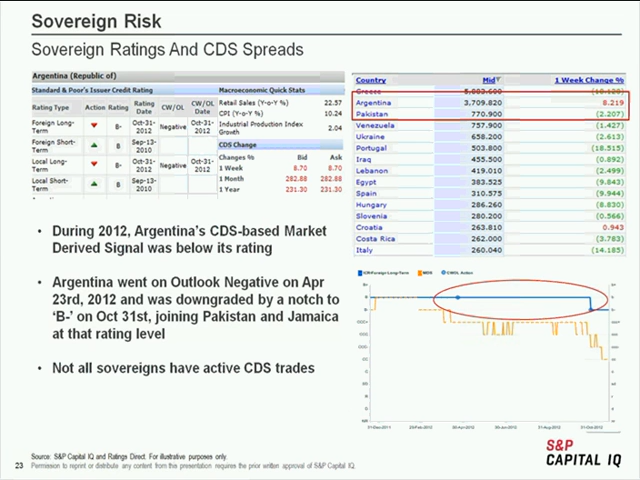 Sovereign Risk
Sovereign Ratings And CDS Spreads
Argentina (Republic of)
Standard & Poor's Issuer Credit Rating
Rating Type Action Rating Rating Date CW/OL CW/OL Date
Foreign Long-Term B- Oct-31-2012 Negative Oct-31-2012
Foreign Short-Term B Sep-13-2010
Local Long-Term B- Oct-31-2012 Negative Oct-31-2012
Local Short-Term B Sep-13-2010
Macroeconomic Quick Stats
Retail Sales (Y-o-Y %) 22.57
CPI (Y-o-Y %) 10.24
Industrial Production Index Growth 2.04
CDS Change
Changes % Bid Ask
1 Week 8.70 8.70
1 Month 282.88 282.88
1 Year 231.30 231.30
Country Mid 1 Week Change %
Greece
Argentina 3,709.820 8.219
Pakistan 770.900 (2.207)
Venezuela 757.900 (1.427)
Ukraine 658.200 (2.613)
Portugal 503.800 (18.515)
Iraq 455.500 (0.892)
Lebanon 419.010 (2.499)
Egypt 383.525 (9.843)
Spain 310.575 (9.944)
Hungary 286.260 (8.830)
Slovenia 280.200 (0.566)
Croatia 263.810 0.943
Costa Rica 262.000 (3.783)
Italy 260.040 (14.185)
• During 2012, Argentina's CDS-based Market
Derived Signal was below its rating
• Argentina went on Outlook Negative on Apr
23rd, 2012 and was downgraded by a notch to
'B-' on Oct 31st, joining Pakistan and Jamaica
at that rating level
• Not all sovereigns have active CDS trades
Source: S&P Capital IQ and Ratings Direct. For illustrative purposes only.
23 Permission to reprint or distribute any content from this presentation requires the prior written approval of S&P Capital IQ
S&P
CAPITAL IQ